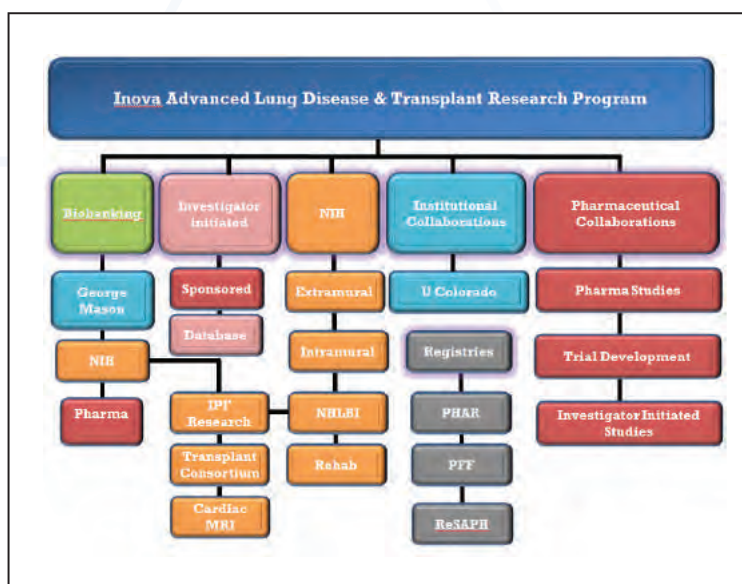 Inova Advanced Lung Disease & Transplant Research Program
Biobanking
Investigator
initiated
NIH
Institutional
Collaborations
Pharmaceutical
Collaborations
George
Mason
Sponsored
Extramural
U Colorado
Pharma Studies
Database
NIH
Intramural
Registries
Trial Development
Pharma
IPF
Research
NHLBI
PHAR
Investigator Initiated
Studies
Transplant
Consortium
Rehab
PFF
Cardiac
MRI
ReSAPH